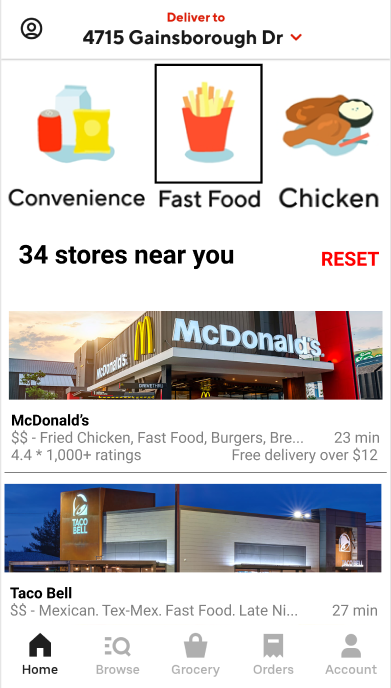 Deliver to
4715 Gainsborough Dr
Convenience
Fast Food
Chicken
34 stores near you
RESET
McDonald's
McDonald's
McDonald's
$$ - Fried Chicken, Fast Food, Burgers, Bre...
23 min
4.4 * 1,000+ ratings
Free delivery over $12
TACO
BELL
Taco Bell
$$ - Mexican. Tex-Mex. Fast Food. Late Ni...
27 min
Home
Browse
Grocery
Orders
Account